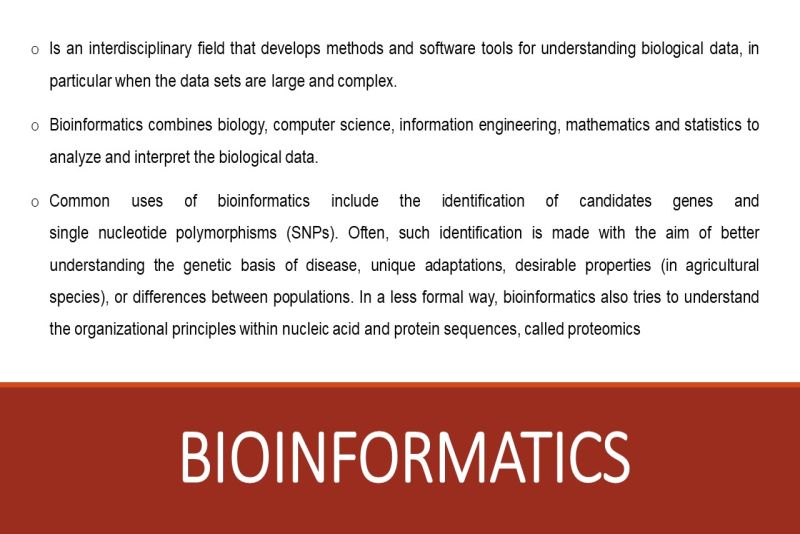 o Is an interdisciplinary field that develops methods and software tools for understanding biological data, in
particular when the data sets are large and complex.
o Bioinformatics combines biology, computer science, information engineering, mathematics and statistics to
analyze and interpret the biological data.
o Common uses of bioinformatics include the identification of candidates genes and
single nucleotide polymorphisms (SNPs). Often, such identification is made with the aim of better
understanding the genetic basis of disease, unique adaptations, desirable properties (in agricultural
species), or differences between populations. In a less formal way, bioinformatics also tries to understand
the organizational principles within nucleic acid and protein sequences, called proteomics
BIOINFORMATICS